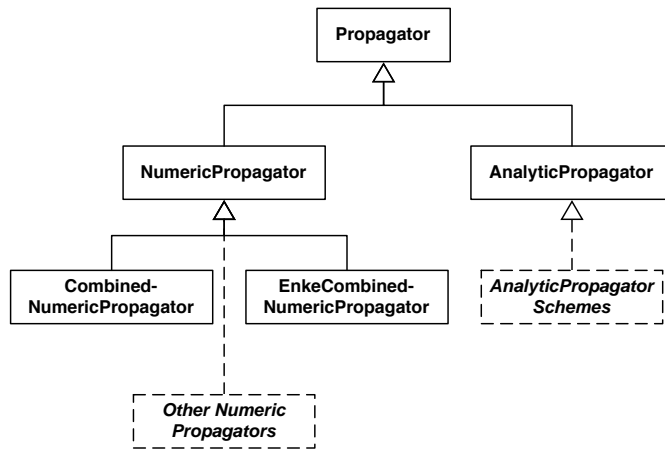 Propagator
NumericPropagator
AnalyticPropagator
Combined-
NumericPropagator
EnkeCombined-
NumericPropagator
AnalyticPropagator
Schemes
Other Numeric
Propagators